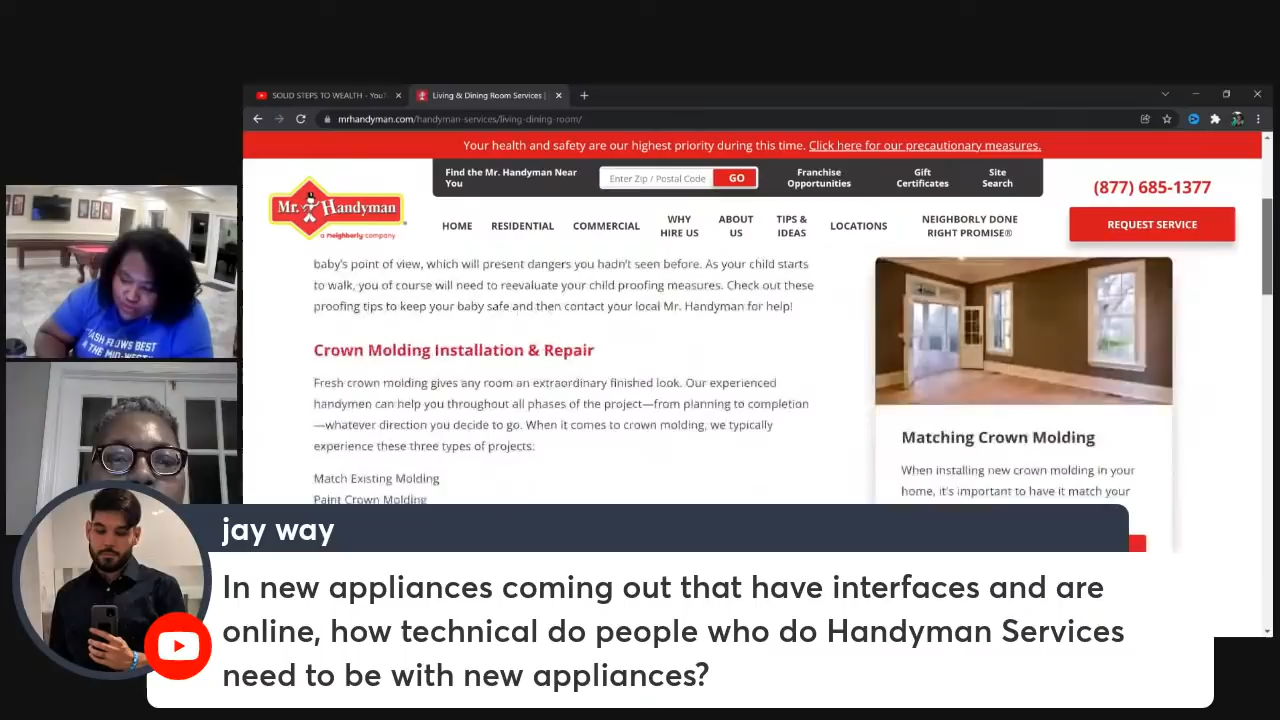 SOLID STEPS TO WEALTH - YouT
Living & Dining Room Services |
mrhandyman.com/handyman-services/living-dining-room/
Your health and safety are our highest priority during this time. Click here for our precautionary measures.
Find the Mr. Handyman Near
You
Enter Zip / Postal Code
GO
Franchise
Opportunities
Gift
Certificates
Site
Search
Mr. Handyman
a neighborly company
(877) 685-1377
HOME
RESIDENTIAL
COMMERCIAL
WHY
HIRE US
ABOUT
US
TIPS &
IDEAS
LOCATIONS
NEIGHBORLY DONE
RIGHT PROMISE®
REQUEST SERVICE
baby's point of view, which will present dangers you hadn't seen before. As your child starts
to walk, you of course will need to reevaluate your child proofing measures. Check out these
proofing tips to keep your baby safe and then contact your local Mr. Handyman for help!
Crown Molding Installation & Repair
Fresh crown molding gives any room an extraordinary finished look. Our experienced
handymen can help you throughout all phases of the project—from planning to completion
—whatever direction you decide to go. When it comes to crown molding, we typically
experience these three types of projects:
Match Existing Molding
Paint Crown Molding
Matching Crown Molding
When installing new crown molding in your
home, it's important to have it match your
FLOWS BEST
THE MID-WEST
jay way
In new appliances coming out that have interfaces and are
online, how technical do people who do Handyman Services
need to be with new appliances?